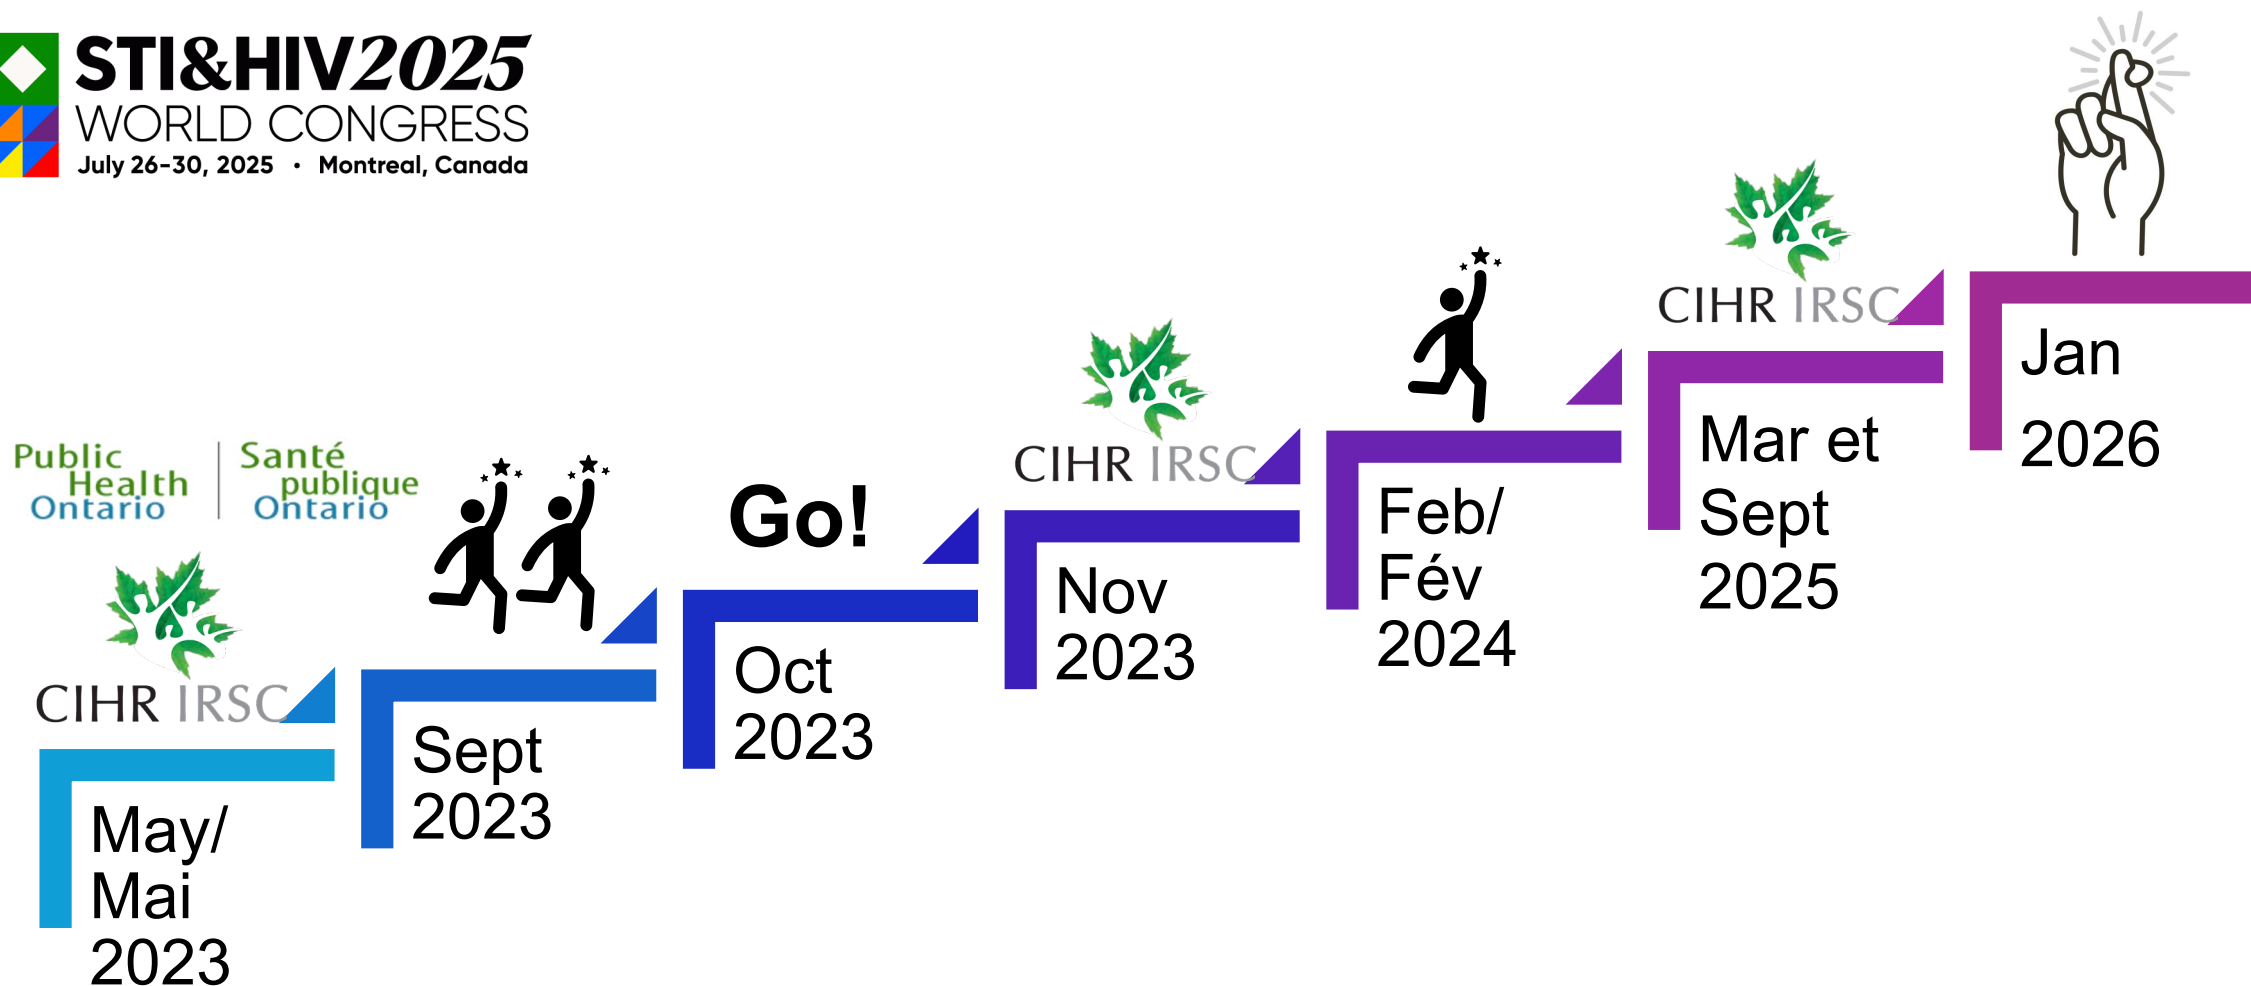 STI&HIV2025
WORLD CONGRESS
July 26-30, 2025 • Montreal, Canada
Public
Health
Ontario
Santé
publique
Ontario
CIHR IRSC
May/
Mai
2023
Sept
2023
Go!
Oct
2023
CIHR IRSC
Nov
2023
Feb/
Fév
2024
CIHR IRSC
Mar et
Sept
2025
Jan
2026